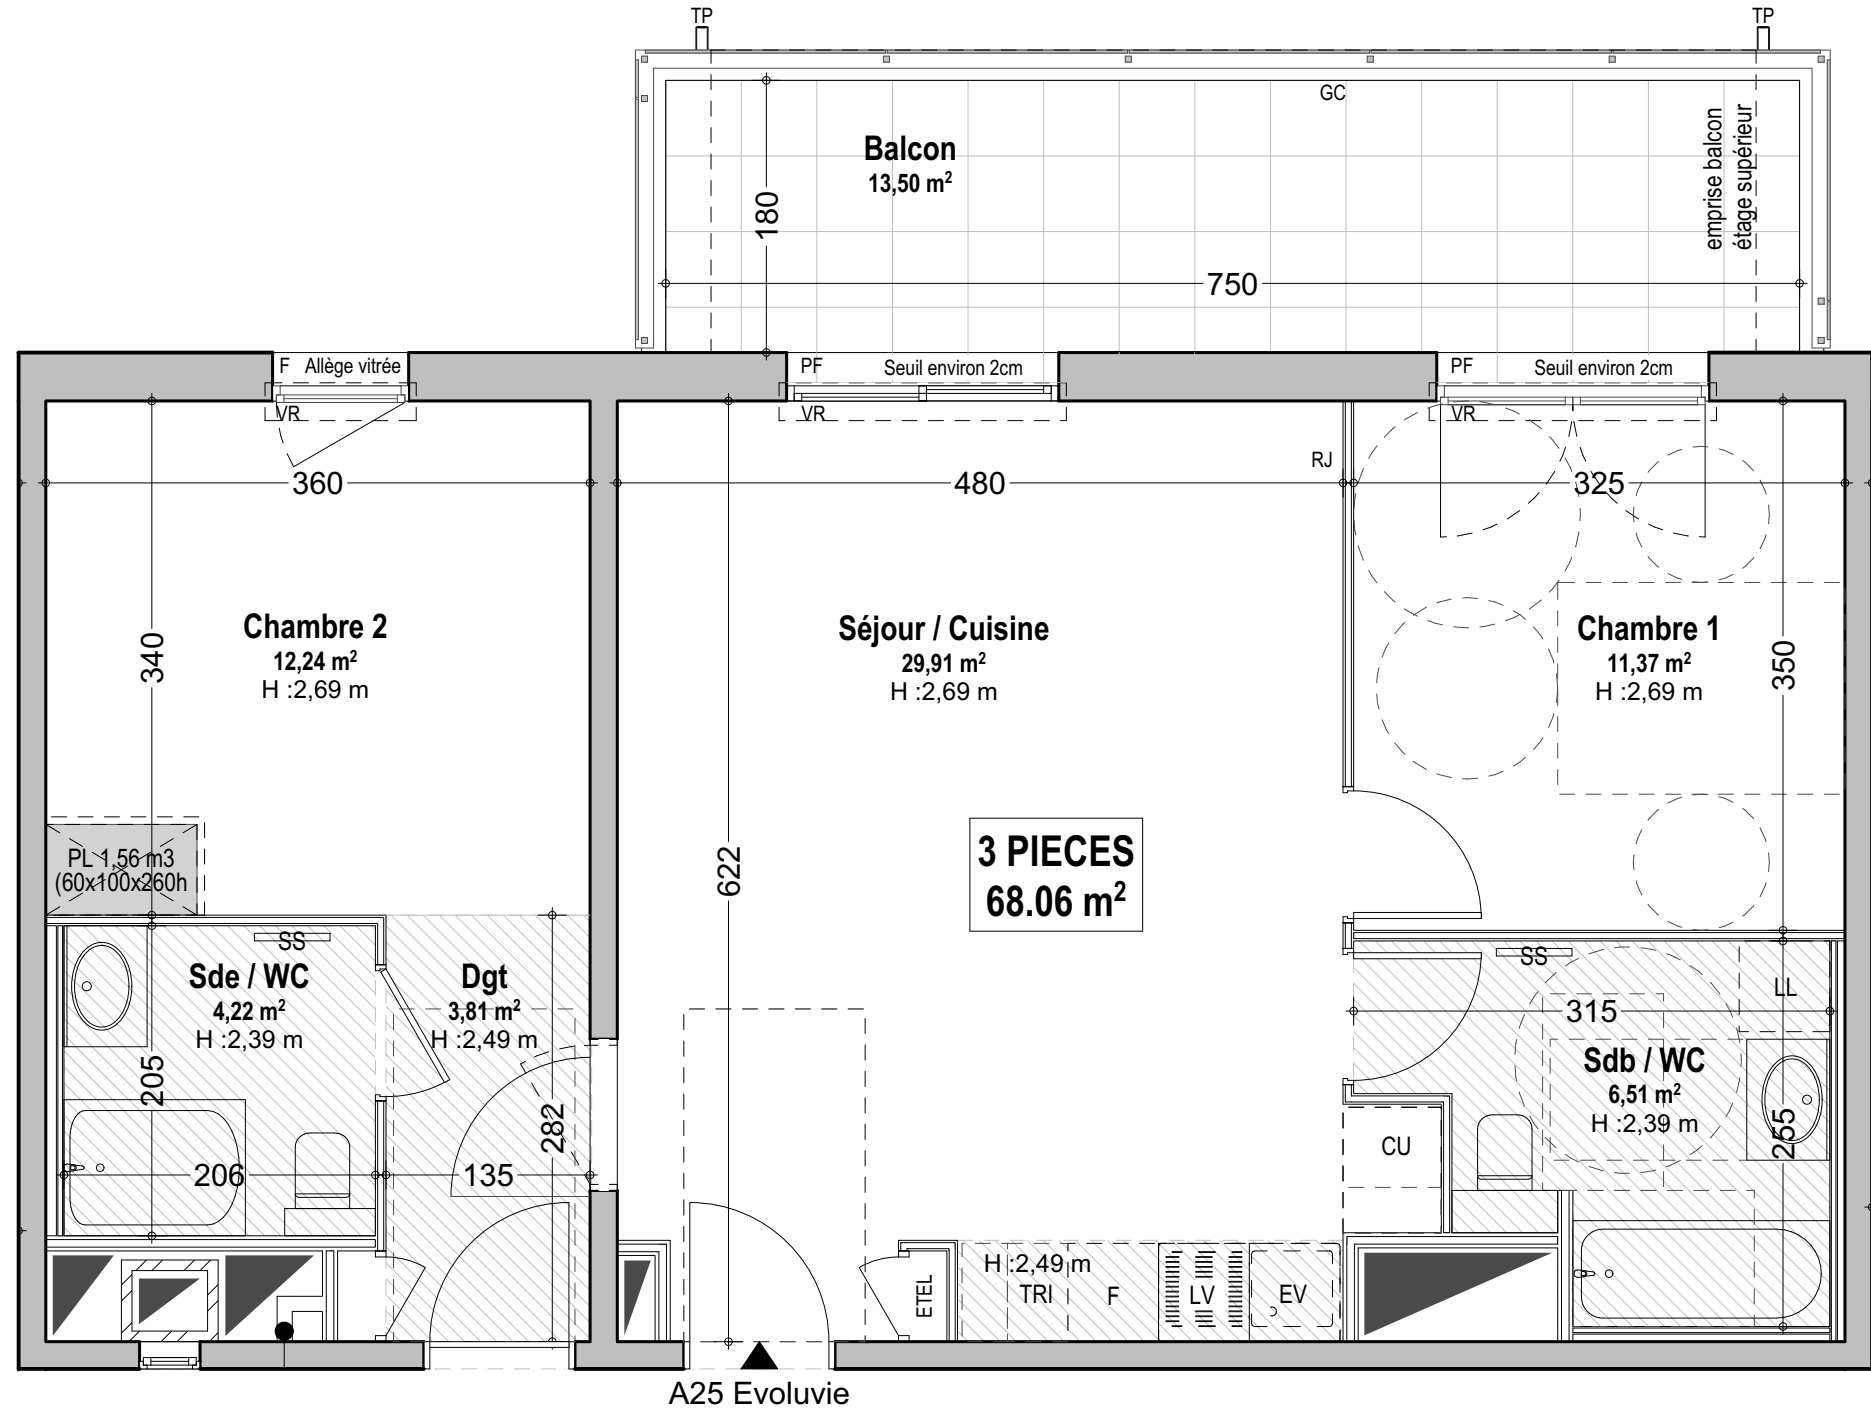 TP
TP
GC
Balcon
13,50 m²
emprise balcon
étage supérieur
180
750
F Allège vitrée
VR
PF Seuil environ 2cm
VR
PF Seuil environ 2cm
VR
RJ
360
480
325
Chambre 2
12,24 m²
H :2,69 m
340
Séjour / Cuisine
29,91 m²
H :2,69 m
622
Chambre 1
11,37 m²
H :2,69 m
350
3 PIECES
68.06 m²
PL 1,56 m3
(60x100x260h
SS
Sde / WC
4,22 m²
H :2,39 m
205
206
Dgt
3,81 m²
H :2,49 m
282
135
SS
LL
315
Sdb / WC
6,51 m²
H :2,39 m
255
CU
ETEL
H :2,49 m
TRI
F
LV
EV
A25 Evoluvie